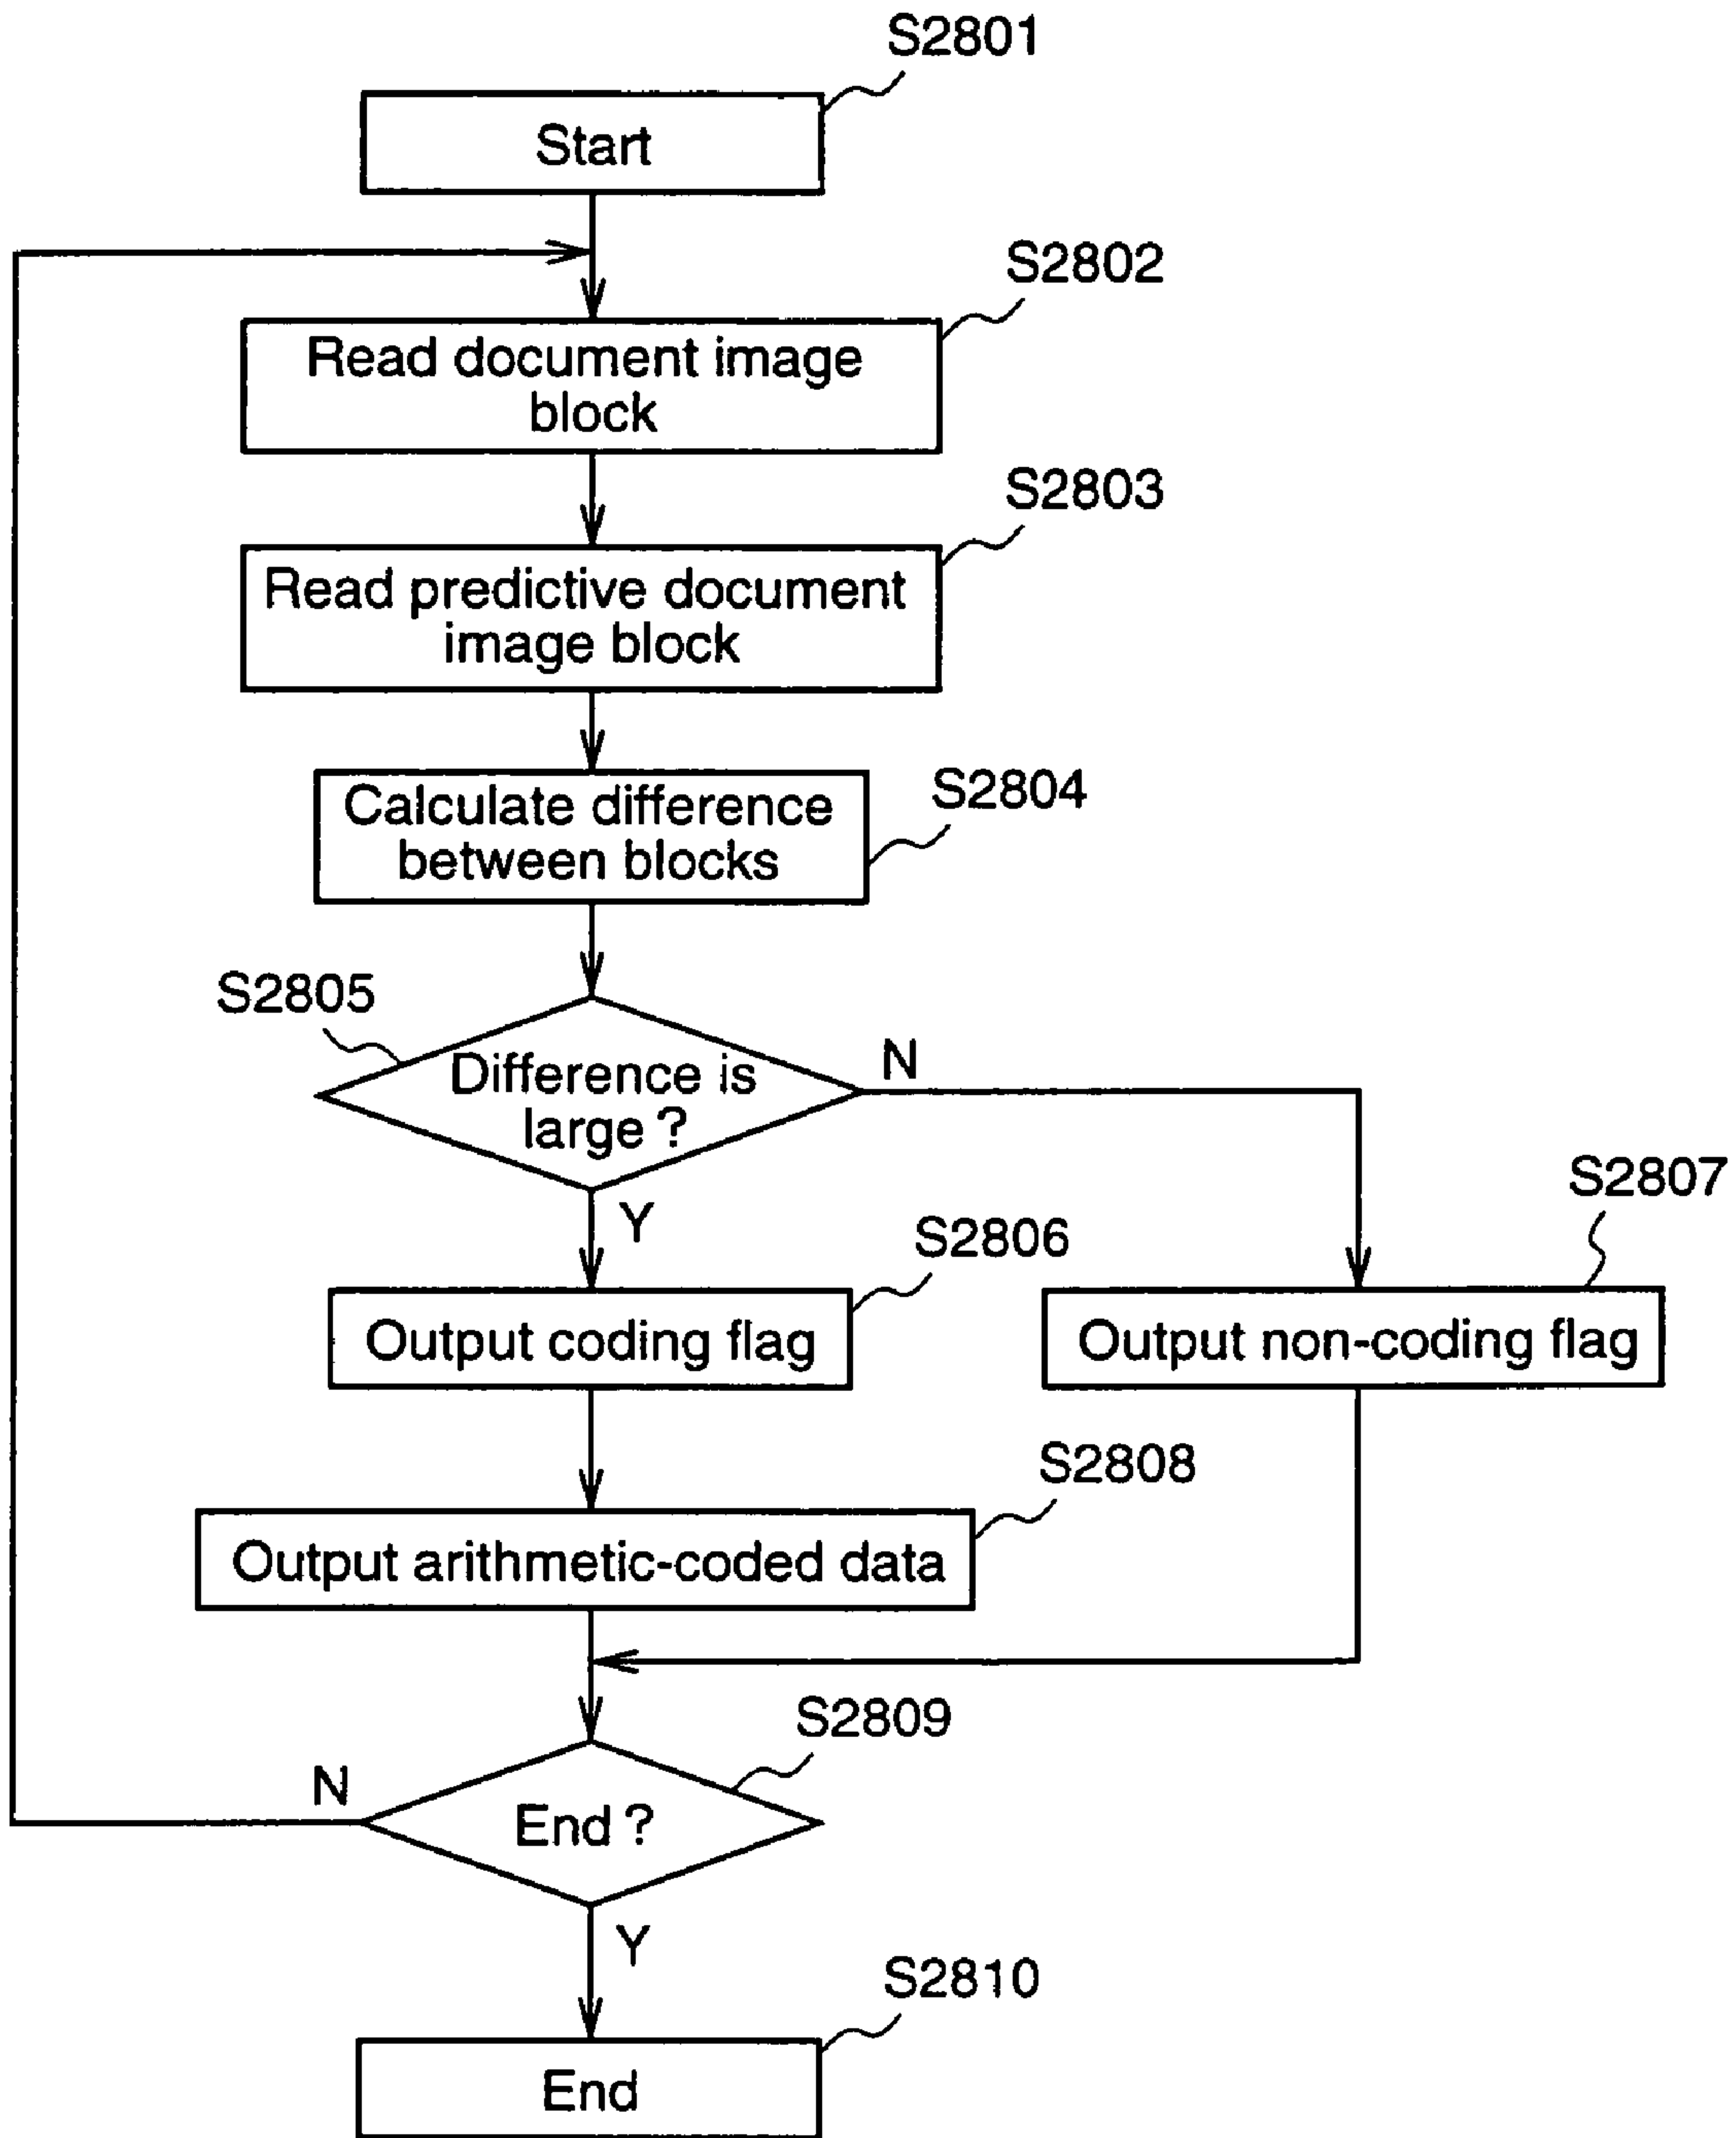 S2801
Start
S2802
Read document image
block
S2803
Read predictive document
image block
S2804
Calculate difference
between blocks
S2805
Difference is
large ?
N
Y
S2806
Output coding flag
S2807
Output non-coding flag
S2808
Output arithmetic-coded data
S2809
End ?
N
Y
S2810
End